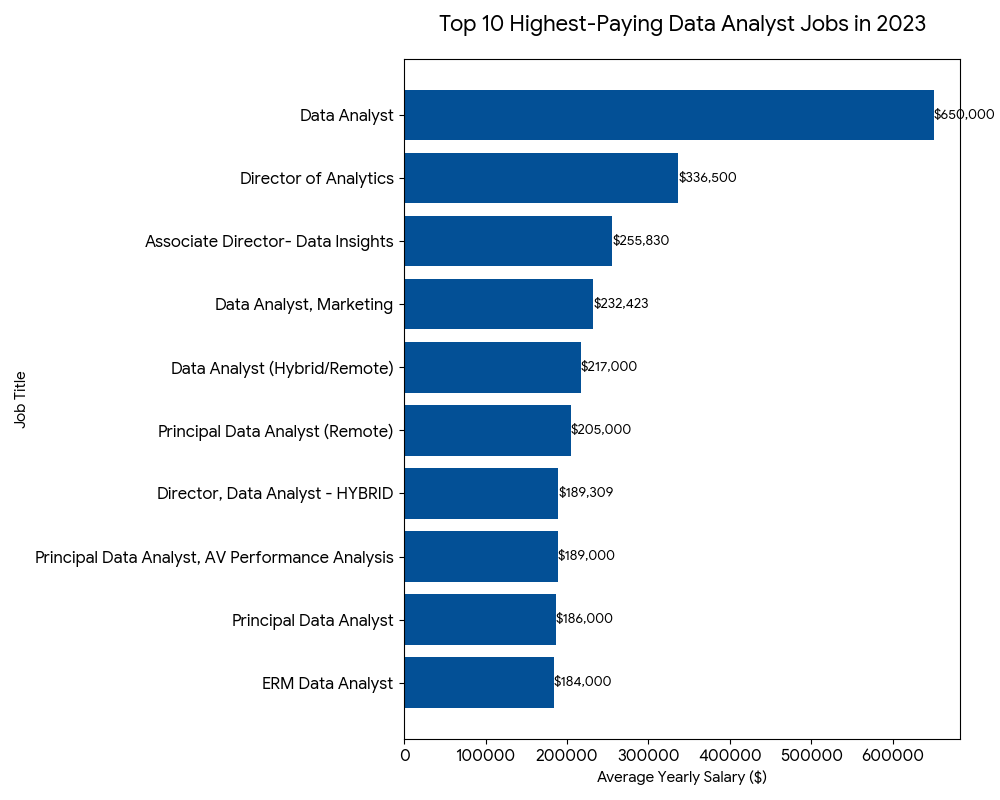 Top 10 Highest-Paying Data Analyst Jobs in 2023
Data Analyst
$650,000
Director of Analytics
$336,500
Associate Director- Data Insights
$255,830
Data Analyst, Marketing
$232,423
Data Analyst (Hybrid/Remote)
$217,000
Job Title
Principal Data Analyst (Remote)
$205,000
Director, Data Analyst - HYBRID
$189,309
Principal Data Analyst, AV Performance Analysis
$189,000
Principal Data Analyst
$186,000
ERM Data Analyst
$184,000
0 100000 200000 300000 400000 500000 600000
Average Yearly Salary ($)